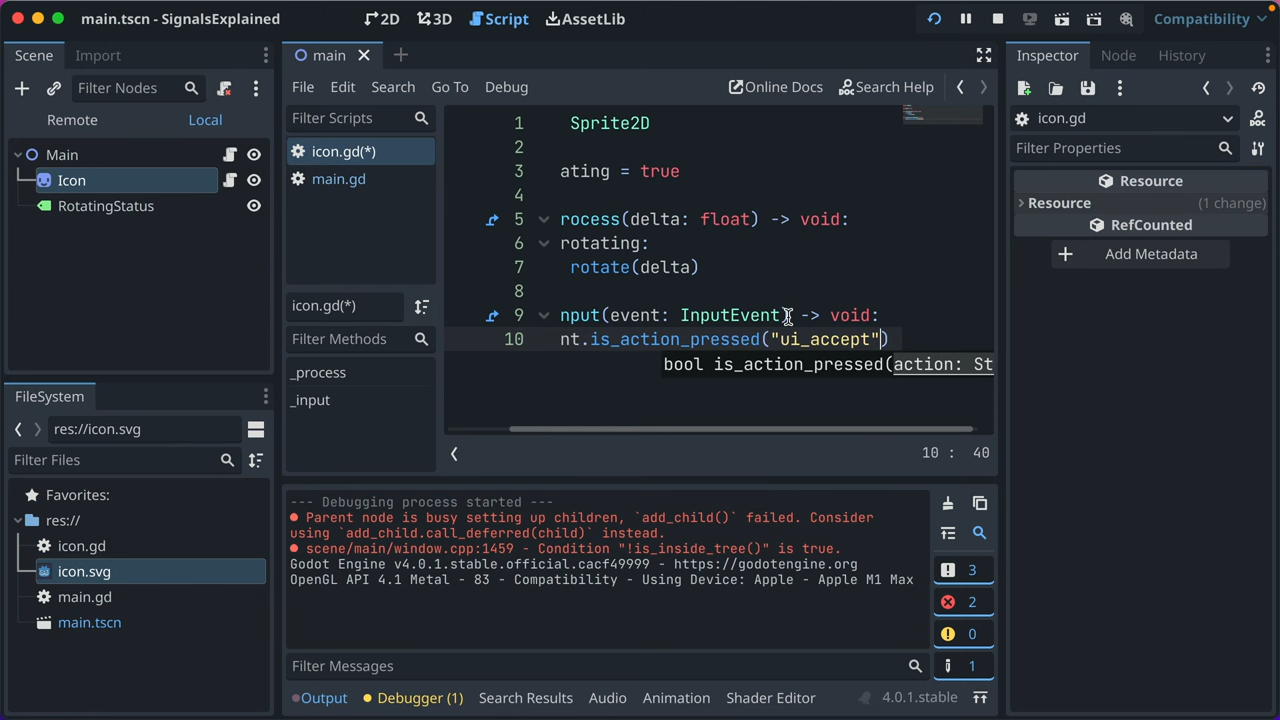 main.tscn - SignalsExplained
2D
3D
Script
AssetLib
Compatibility
Scene
Import
Filter Nodes
Remote
Local
Main
Icon
RotatingStatus
FileSystem
res://icon.svg
Filter Files
Favorites:
res://
icon.gd
icon.svg
main.gd
main.tscn
main
File Edit Search Go To Debug
Online Docs
Search Help
Filter Scripts
icon.gd(*)
main.gd
icon.gd(*)
Filter Methods
_process
_input
1 Sprite2D
2
3 ating = true
4
5 rocess(delta: float) -> void:
6 rotating:
7 rotate(delta)
8
9 nput(event: InputEvent) -> void:
10 nt.is_action_pressed("ui_accept")
bool is_action_pressed(action: St
10 : 40
--- Debugging process started ---
Parent node is busy setting up children, `add_child()` failed. Consider
using `add_child.call_deferred(child)` instead.
scene/main/window.cpp:1459 - Condition "!is_inside_tree()" is true.
Godot Engine v4.0.1.stable.official.cacf49999 - https://godotengine.org
OpenGL API 4.1 Metal - 83 - Compatibility - Using Device: Apple - Apple M1 Max
3
2
0
1
Filter Messages
Output
Debugger (1)
Search Results
Audio
Animation
Shader Editor
4.0.1.stable
Inspector
Node
History
icon.gd
Filter Properties
Resource
Resource (1 change)
RefCounted
Add Metadata